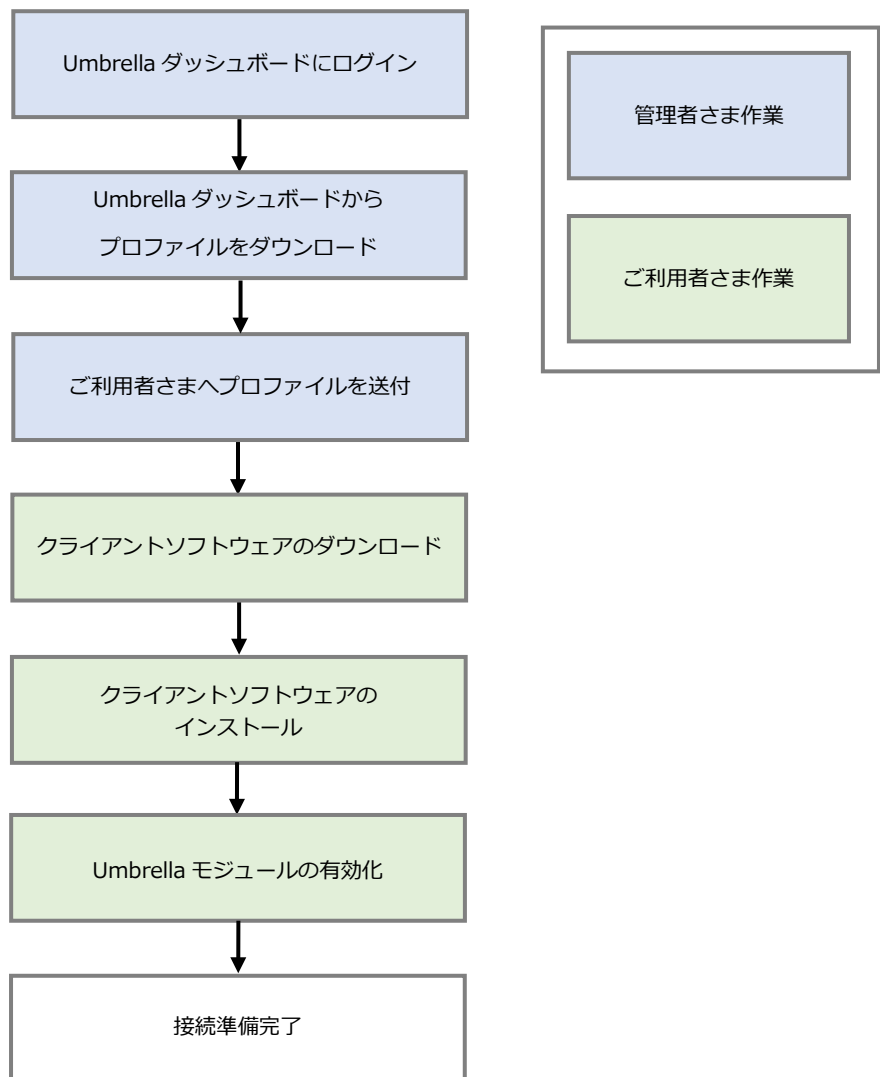 Umbrella ダッシュボードにログイン
Umbrella ダッシュボードから
プロファイルをダウンロード
ご利用者さまへプロファイルを送付
クライアントソフトウェアのダウンロード
クライアントソフトウェアの
インストール
Umbrella モジュールの有効化
接続準備完了
管理者さま作業
ご利用者さま作業